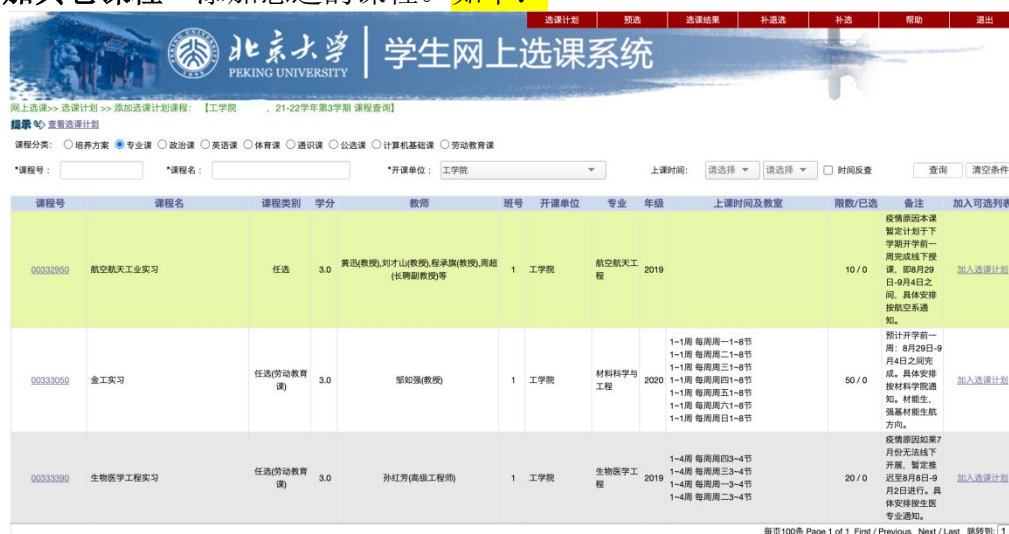 加其它课程 添加想选的课程。如下：
选课计划 预选 选课结果 补退选 补选 帮助 退出
北京大学 学生网上选课系统
PEKING UNIVERSITY
网上选课>> 选课计划 >> 添加选课计划课程: 【工学院 , 21-22学年第3学期 课程查询】
提示 查看选课计划
课程分类: 培养方案 专业课 政治课 英语课 体育课 通识课 公选课 计算机基础课 劳动教育课
*课程号: *课程名: *开课单位: 工学院 上课时间: 请选择 请选择 时间反查 查询 清空条件
课程号 课程名 课程类别 学分 教师 班号 开课单位 专业 年级 上课时间及教室 限数/已选 备注 加入可选列表
00332950 航空航天工业实习 任选 3.0 黄迅(教授),刘才山(教授),程承旗(教授),周超(长聘副教授)等 1 工学院 航空航天工程 2019 10 / 0
疫情原因本课
暂定计划于下
学期开学前一
周完成线下授
课，即8月29
日-9月4日之
间，具体安排
按航空系通
知。
加入选课计划
00333050 金工实习 任选(劳动教育课) 3.0 邹如强(教授) 1 工学院 材料科学与工程 2020
1~1周 每周周一1~8节
1~1周 每周周二1~8节
1~1周 每周周三1~8节
1~1周 每周周四1~8节
1~1周 每周周五1~8节
1~1周 每周周六1~8节
1~1周 每周周日1~8节
50 / 0
预计开学前一
周：8月29日-9
月4日之间完
成。具体安排
按材料学院通
知。材能生,
强基材能生航
方向。
加入选课计划
00333390 生物医学工程实习 任选(劳动教育课) 3.0 孙红芳(高级工程师) 1 工学院 生物医学工程 2019
1~4周 每周周四3~4节
1~4周 每周周三3~4节
1~4周 每周周一3~4节
1~4周 每周周二3~4节
20 / 0
疫情原因如果7
月份无法线下
开展，暂定推
迟至8月8日-9
月2日进行。具
体安排按生医
专业通知。
加入选课计划
每页100条 Page 1 of 1 First / Previous Next / Last 跳转到: 1